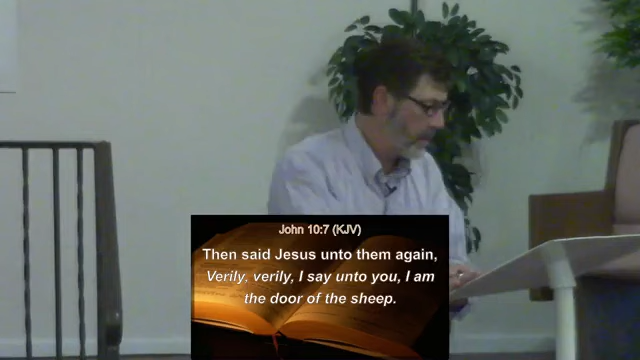 John 10:7 (KJV)
Then said Jesus unto them again,
Verily, verily, I say unto you, I am
the door of the sheep.